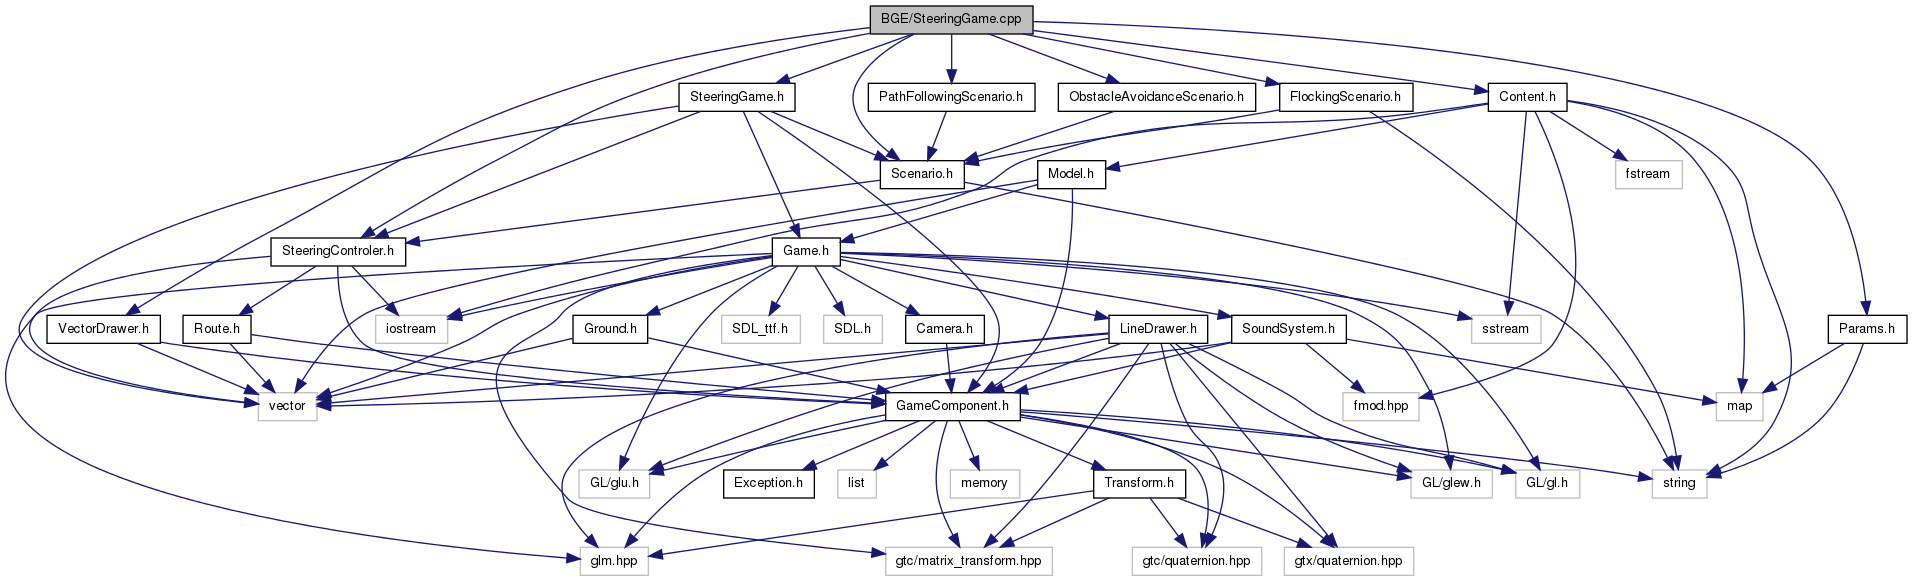 BGE/SteeringGame.cpp
SteeringGame.h
PathFollowingScenario.h
ObstacleAvoidanceScenario.h
FlockingScenario.h
Content.h
Scenario.h
Model.h
fstream
SteeringControler.h
Game.h
VectorDrawer.h
Route.h
iostream
Ground.h
SDL_ttf.h
SDL.h
Camera.h
LineDrawer.h
SoundSystem.h
sstream
Params.h
vector
GameComponent.h
fmod.hpp
map
GL/glu.h
Exception.h
list
memory
Transform.h
GL/glew.h
GL/gl.h
string
glm.hpp
gtc/matrix_transform.hpp
gtc/quaternion.hpp
gtx/quaternion.hpp